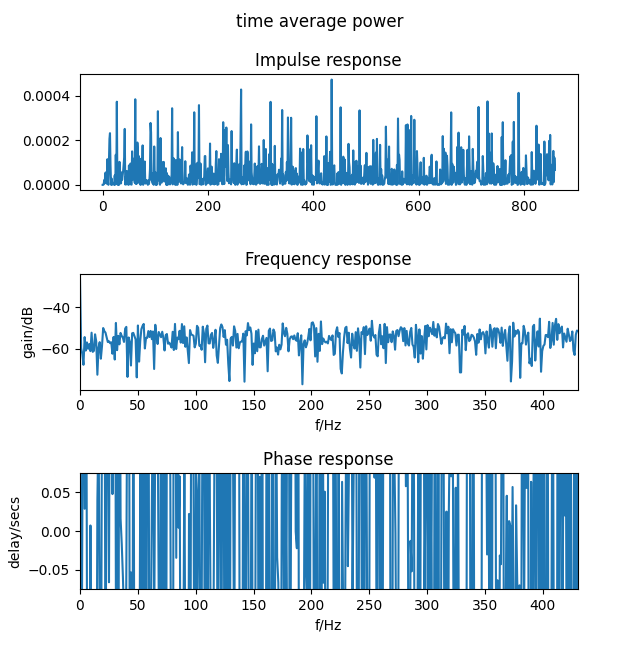 time average power
Impulse response
0.0004
0.0002
0.0000
0 200 400 600 800
Frequency response
gain/dB
−40
−60
0 50 100 150 200 250 300 350 400
f/Hz
Phase response
delay/secs
0.05
0.00
−0.05
0 50 100 150 200 250 300 350 400
f/Hz